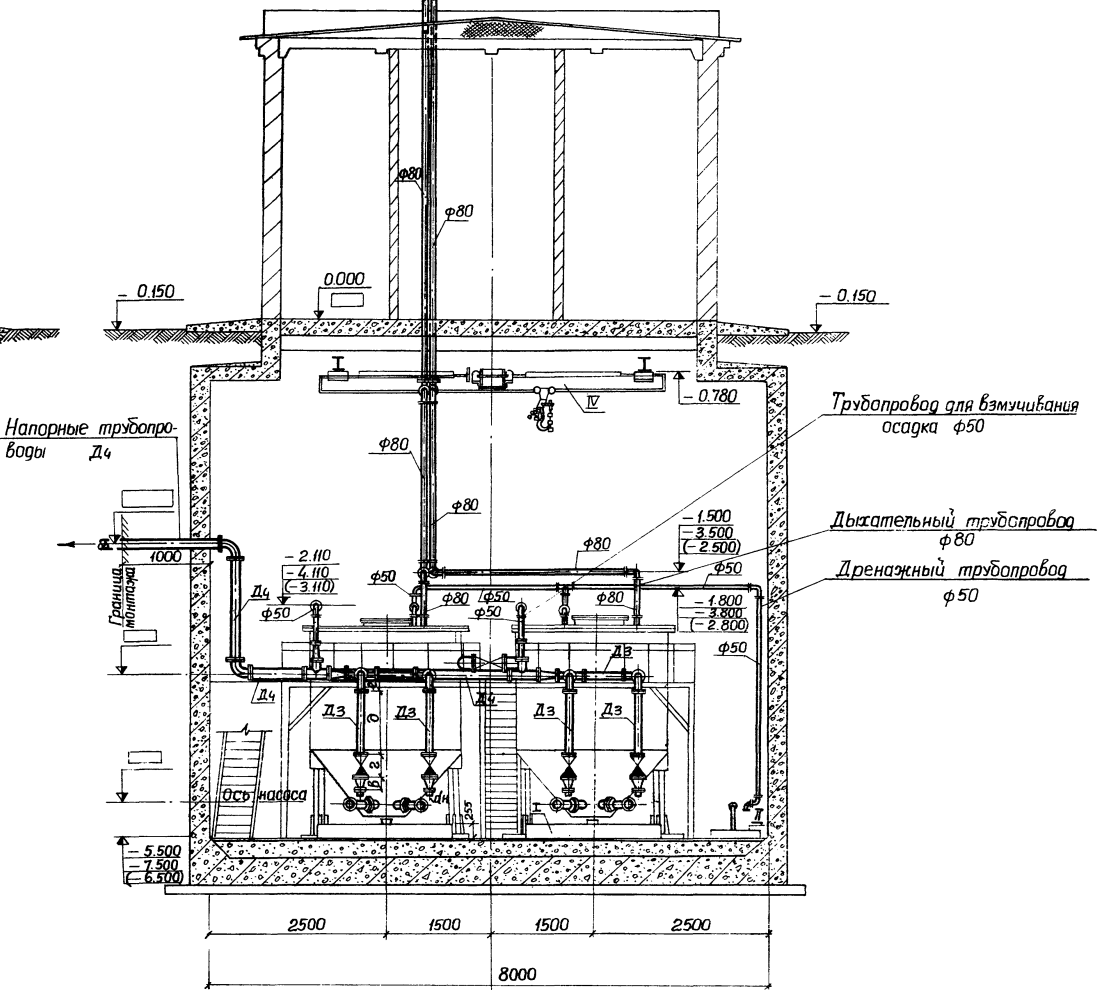 ф80
ф80
0.000
- 0.150
- 0.150
- 0.780
IV
Трубопровод для взмучивания
осадка ф50
Напорные трубопро-
воды Д4
ф80
ф80
- 1.500
- 3.500
(- 2.500)
Дыхательный трубопровод
ф80
1000
- 2.110
- 4.110
(- 3.110)
ф80
ф50
Дренажный трубопровод
ф50
Граница
монтажа
Д4
ф50
ф50
ф80
ф50
ф50
ф80
- 1.800
- 3.800
(- 2.800)
ф50
Д3
Д4
Д4
Д3
д
Д3
Д3
Д3
г
в
Ось насоса
dн
255
I
II
- 5.500
- 7.500
(- 6.500)
2500
1500
1500
2500
8000